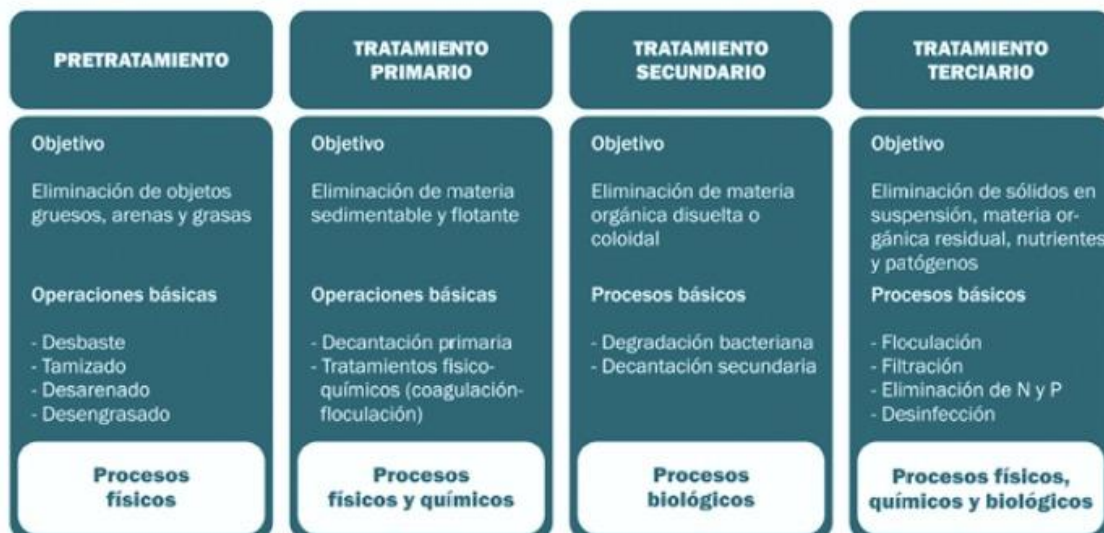 PRETRATAMIENTO
Objetivo
Eliminación de objetos
gruesos, arenas y grasas
Operaciones básicas
- Desbaste
- Tamizado
- Desarenado
- Desengrasado
Procesos
físicos
TRATAMIENTO
PRIMARIO
Objetivo
Eliminación de materia
sedimentable y flotante
Operaciones básicas
- Decantación primaria
- Tratamientos fisico-
químicos (coagulación-
floculación)
Procesos
físicos y químicos
TRATAMIENTO
SECUNDARIO
Objetivo
Eliminación de materia
orgánica disuelta o
coloidal
Procesos básicos
- Degradación bacteriana
- Decantación secundaria
Procesos
biológicos
TRATAMIENTO
TERCIARIO
Objetivo
Eliminación de sólidos en
suspensión, materia or-
gánica residual, nutrientes
y patógenos
Procesos básicos
- Floculación
- Filtración
- Eliminación de N y P
- Desinfección
Procesos físicos,
químicos y biológicos